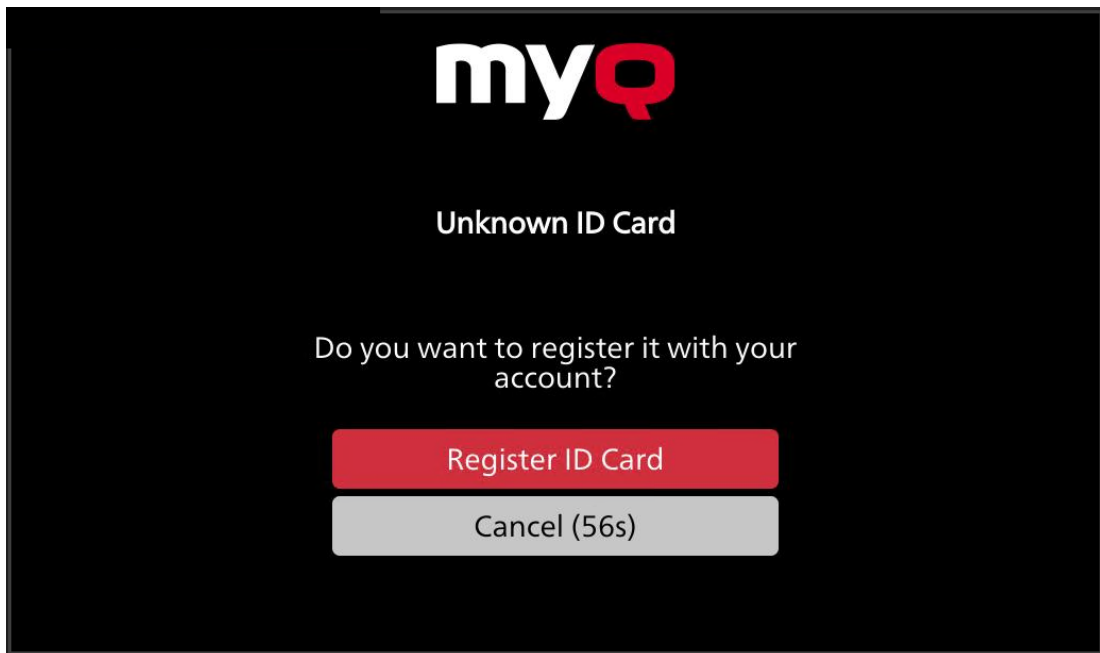 myQ
Unknown ID Card
Do you want to register it with your
account?
Register ID Card
Cancel (56s)